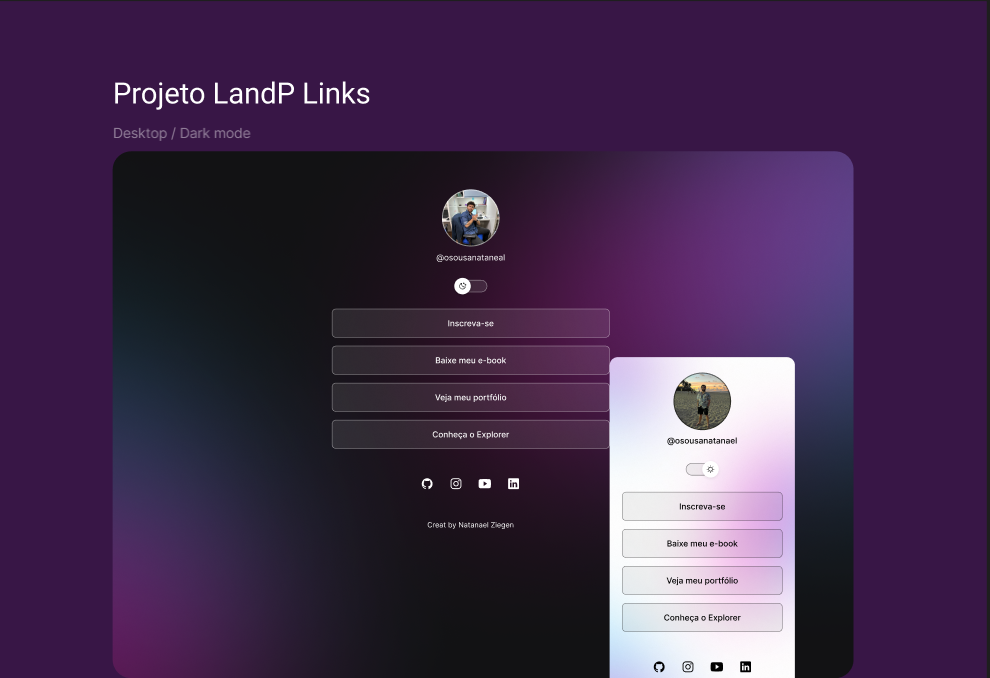 Projeto LandP Links
Desktop / Dark mode
@osousanataneal
Inscreva-se
Baixe meu e-book
Veja meu portfólio
Conheça o Explorer
Creat by Natanael Ziegen
@osousanatanael
Inscreva-se
Baixe meu e-book
Veja meu portfólio
Conheça o Explorer